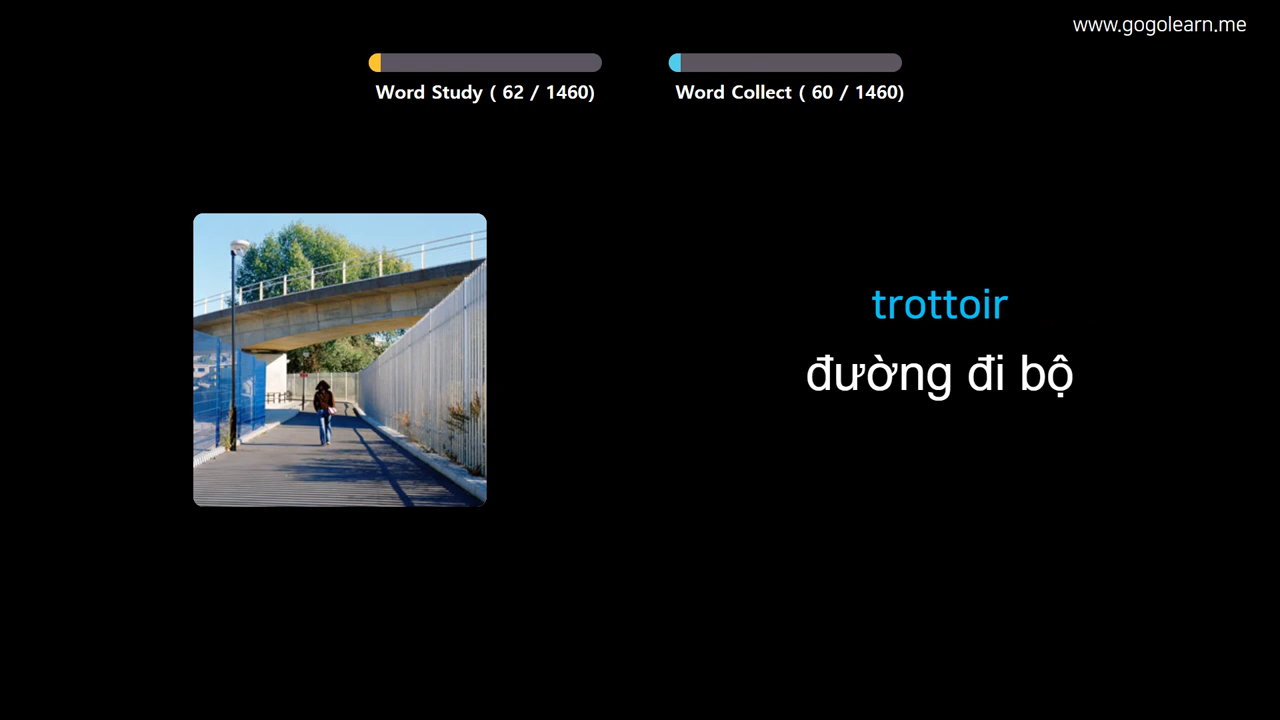 www.gogolearn.me
Word Study ( 62 / 1460)
Word Collect ( 60 / 1460)
trottoir
đường đi bộ